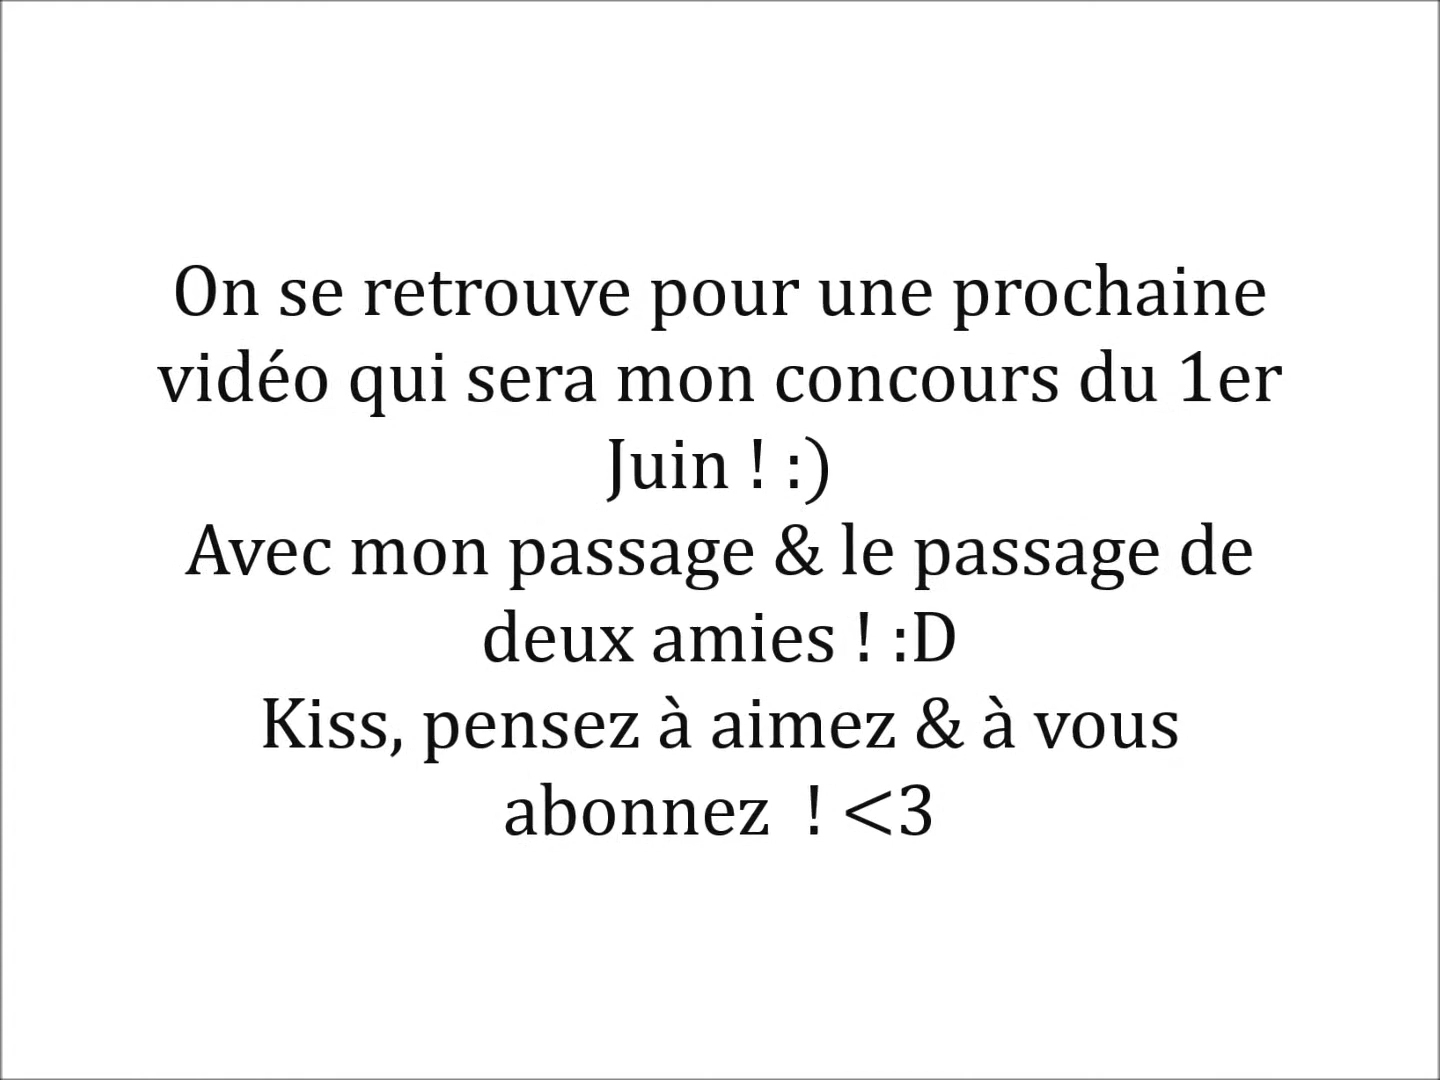 On se retrouve pour une prochaine
vidéo qui sera mon concours du 1er
Juin ! :)
Avec mon passage & le passage de
deux amies ! :D
Kiss, pensez à aimez & à vous
abonnez  ! <3